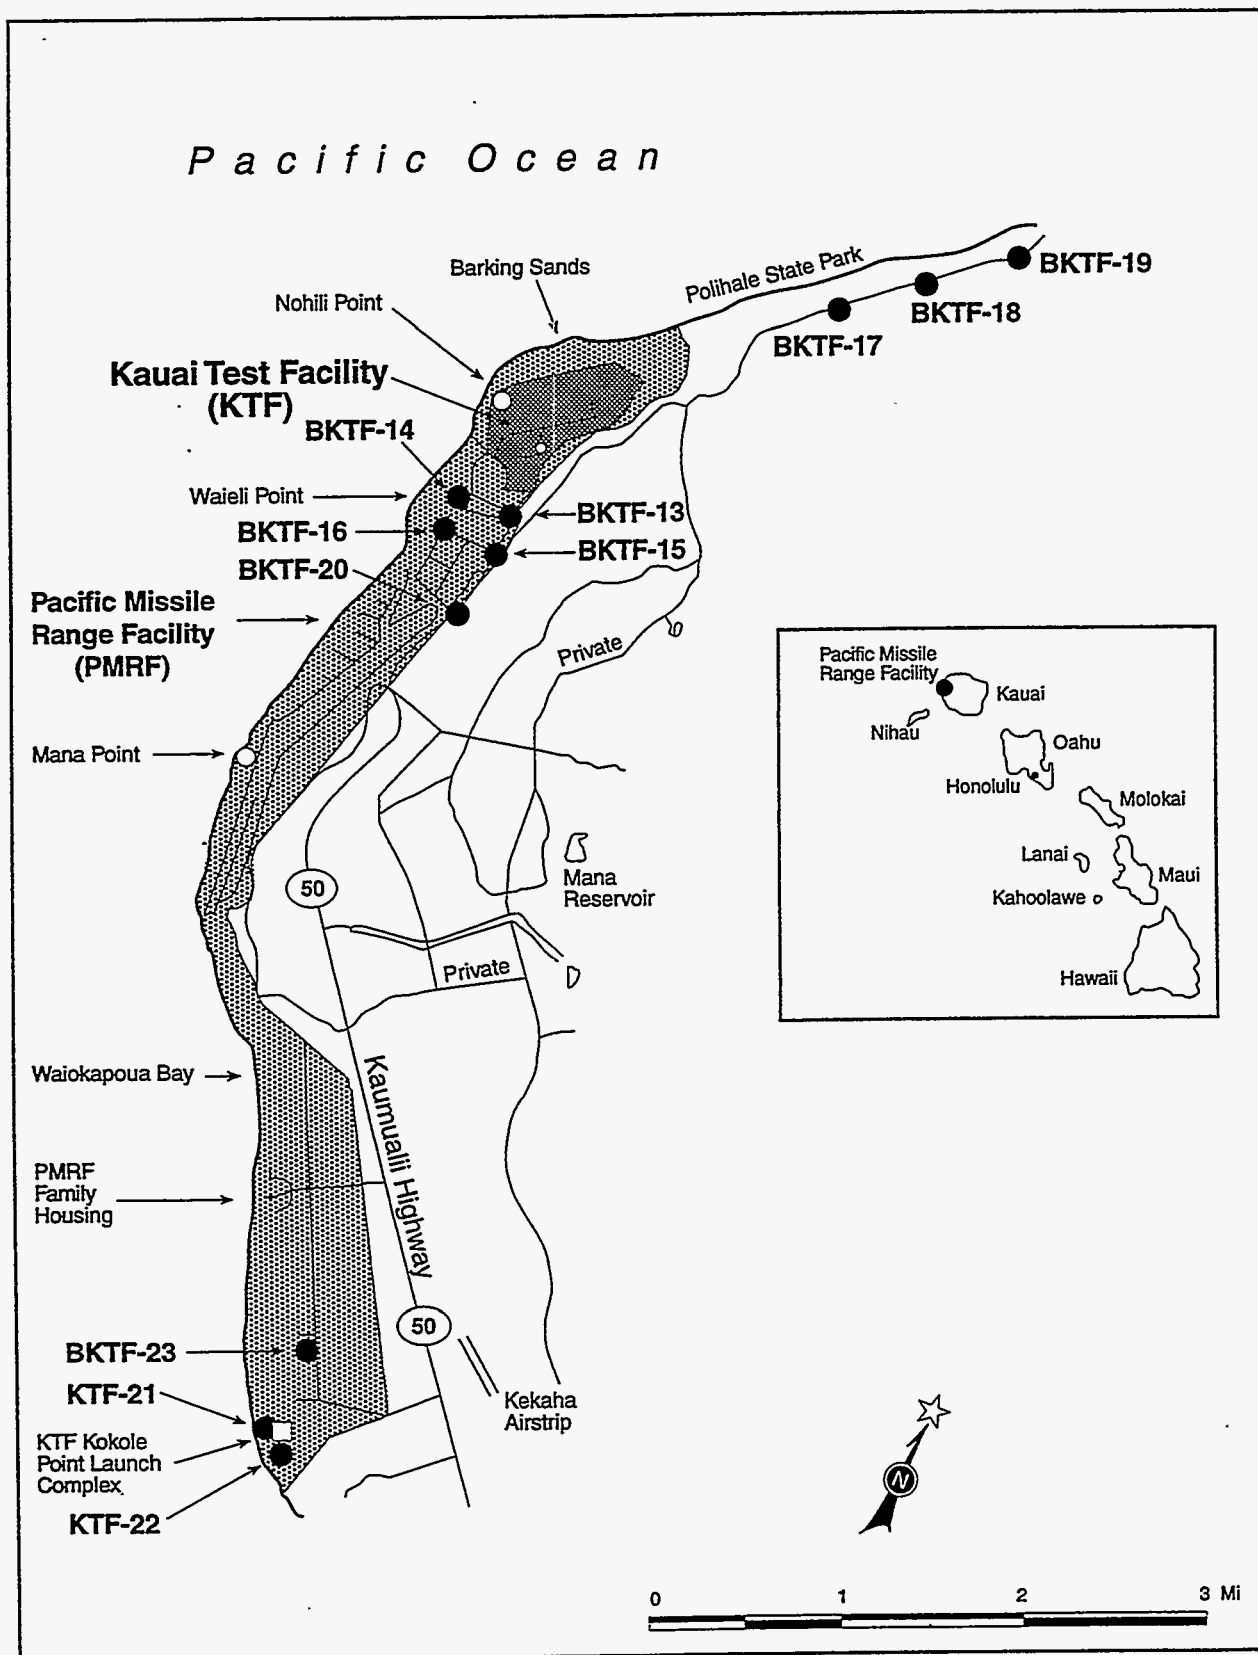 Pacific Ocean
Barking Sands
Nohili Point
Polihale State Park
BKTF-19
BKTF-18
BKTF-17
Kauai Test Facility
(KTF)
BKTF-14
Waieli Point
BKTF-13
BKTF-16
BKTF-15
BKTF-20
Pacific Missile
Range Facility
(PMRF)
Private
Mana Point
50
Mana
Reservoir
Private
Waiokapoua Bay
Kaumualii Highway
PMRF
Family
Housing
50
BKTF-23
KTF-21
Kekaha
Airstrip
KTF Kokole
Point Launch
Complex
KTF-22
Pacific Missile
Range Facility
Kauai
Nihau
Oahu
Honolulu
Molokai
Lanai
Maui
Kahoolawe
Hawaii
N
0 1 2 3 Mi